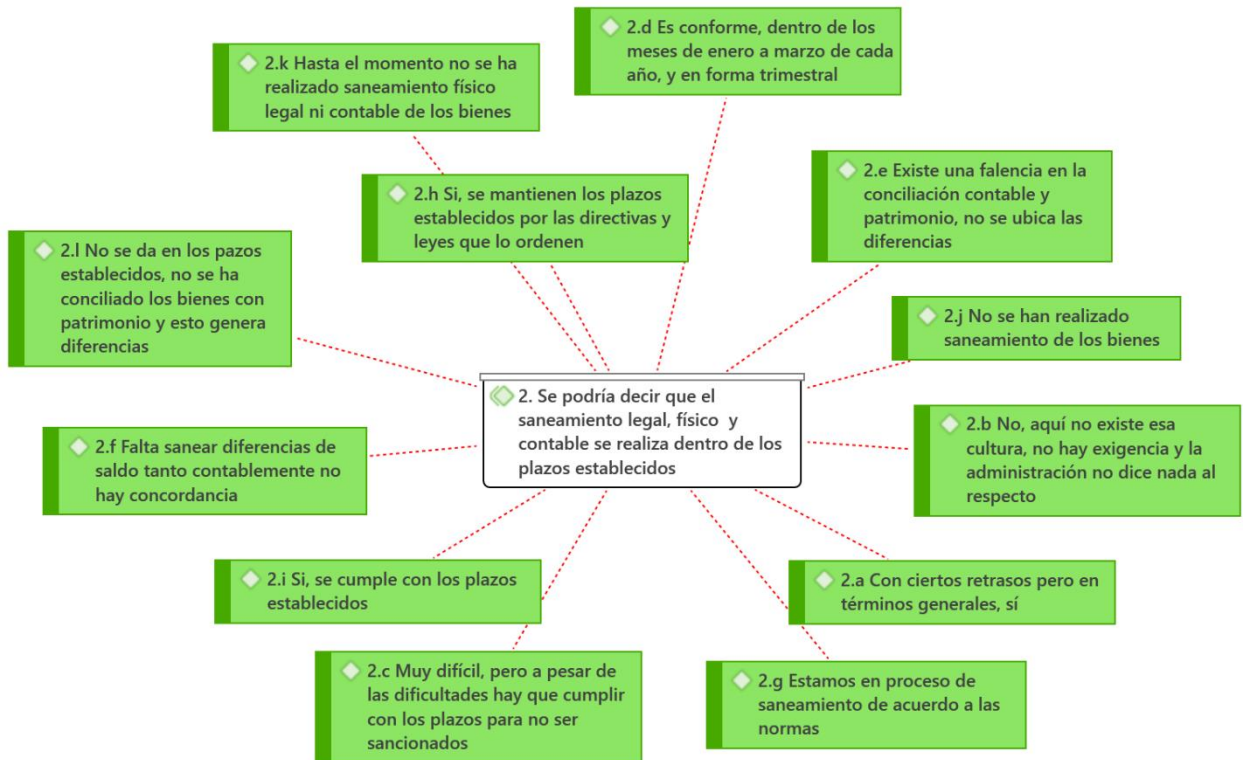 2.d Es conforme, dentro de los
meses de enero a marzo de cada
año, y en forma trimestral
2.k Hasta el momento no se ha
realizado saneamiento físico
legal ni contable de los bienes
2.h Si, se mantienen los plazos
establecidos por las directivas y
leyes que lo ordenen
2.e Existe una falencia en la
conciliación contable y
patrimonio, no se ubica las
diferencias
2.l No se da en los pazos
establecidos, no se ha
conciliado los bienes con
patrimonio y esto genera
diferencias
2.j No se han realizado
saneamiento de los bienes
2. Se podría decir que el
saneamiento legal, físico y
contable se realiza dentro de los
plazos establecidos
2.b No, aquí no existe esa
cultura, no hay exigencia y la
administración no dice nada al
respecto
2.f Falta sanear diferencias de
saldo tanto contablemente no
hay concordancia
2.i Si, se cumple con los plazos
establecidos
2.a Con ciertos retrasos pero en
términos generales, sí
2.c Muy difícil, pero a pesar de
las dificultades hay que cumplir
con los plazos para no ser
sancionados
2.g Estamos en proceso de
saneamiento de acuerdo a las
normas